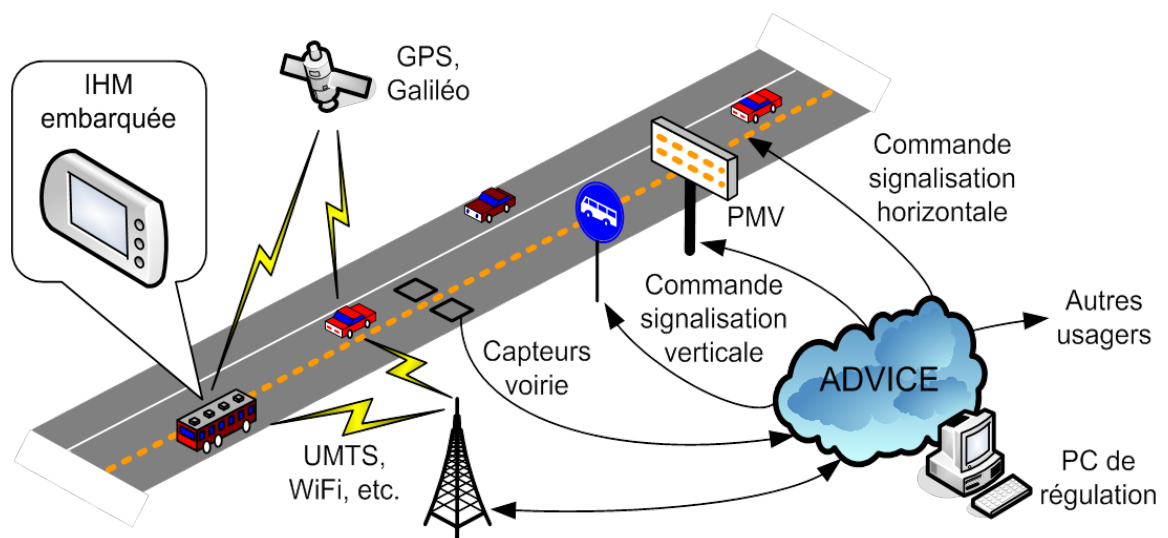 IHM
embarquée
GPS,
Galiléo
Commande
signalisation
horizontale
PMV
Commande
signalisation
verticale
Capteurs
voirie
Autres
usagers
ADVICE
UMTS,
WiFi, etc.
PC de
régulation